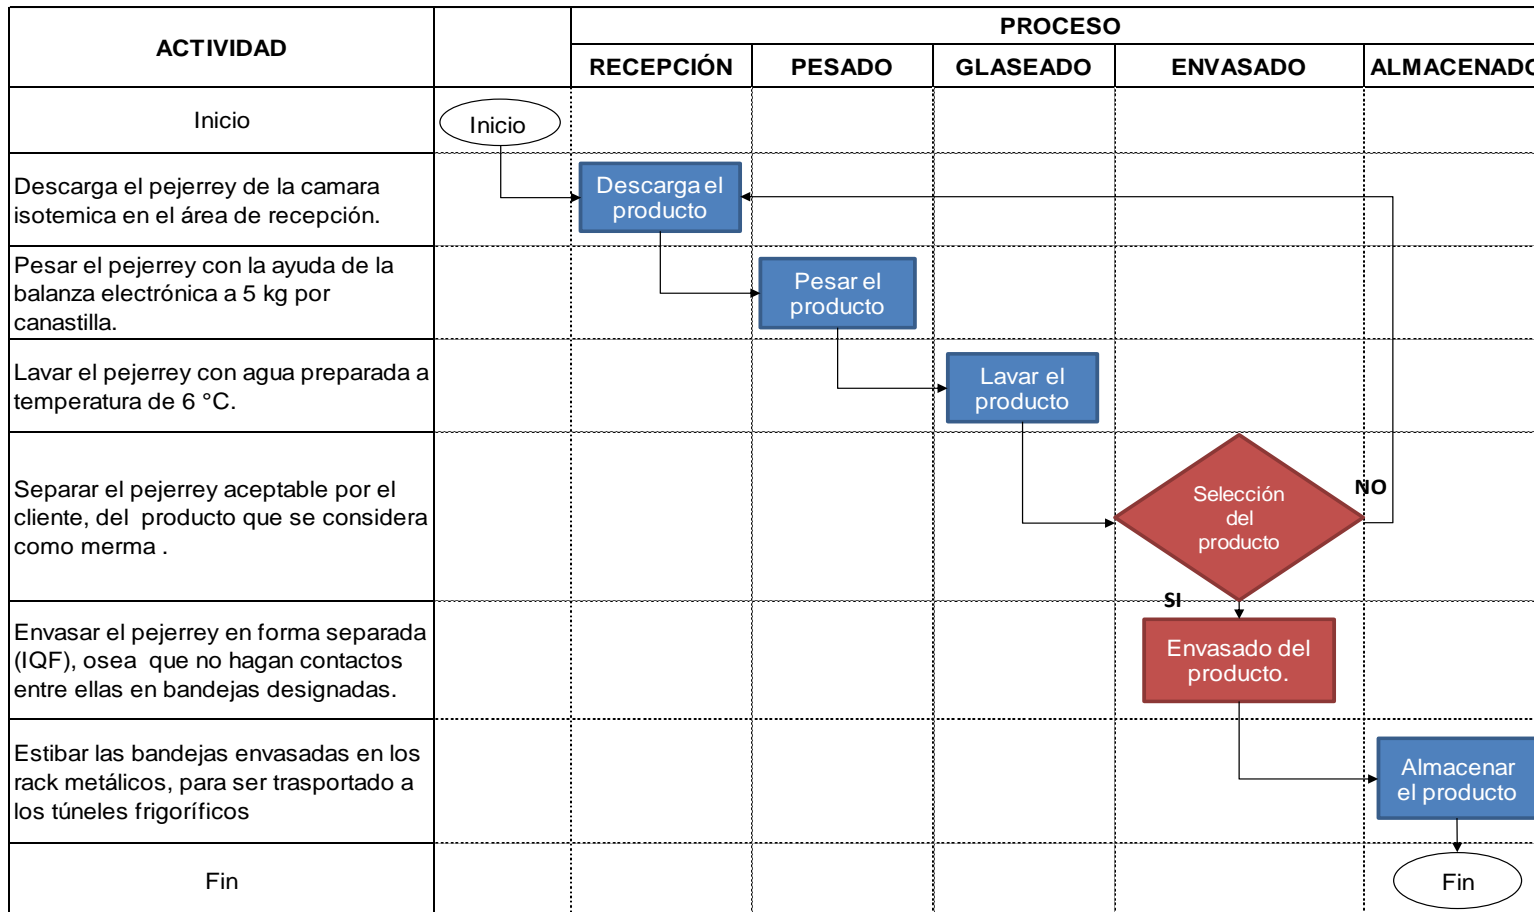 ACTIVIDAD
PROCESO
RECEPCIÓN
PESADO
GLASEADO
ENVASADO
ALMACENADO
Inicio
Inicio
Descarga el pejerrey de la camara
isotemica en el área de recepción.
Descarga el
producto
Pesar el pejerrey con la ayuda de la
balanza electrónica a 5 kg por
canastilla.
Pesar el
producto
Lavar el pejerrey con agua preparada a
temperatura de 6 °C.
Lavar el
producto
Separar el pejerrey aceptable por el
cliente, del producto que se considera
como merma .
Selección
del
producto
NO
SI
Envasar el pejerrey en forma separada
(IQF), osea que no hagan contactos
entre ellas en bandejas designadas.
Envasado del
producto.
Estibar las bandejas envasadas en los
rack metálicos, para ser trasportado a
los túneles frigoríficos
Almacenar
el producto
Fin
Fin